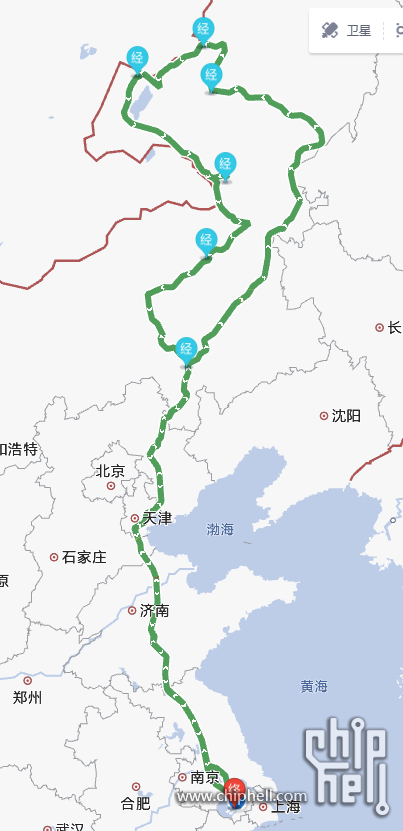 经
卫星
经
经
经
经
长
经
沈阳
和浩特
北京
天津
渤海
石家庄
原
济南
黄海
郑州
chip
hell
南京
终
www.chiphell.com
上海
合肥
武汉